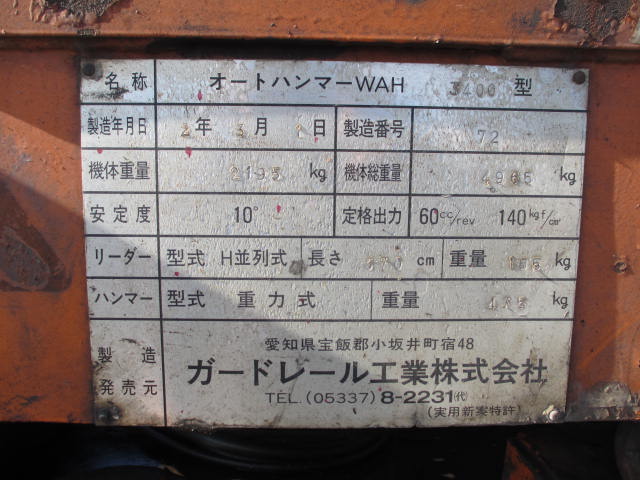 名称 オートハンマーWAH 3400 型
製造年月日 2年 3月 日 製造番号 72
機体重量 2195 kg 機体総重量 4965 kg
安定度 10° 定格出力 60cc/rev 140kgf/cm²
リーダー 型式 H並列式 長さ cm 重量 kg
ハンマー 型式 重力式 重量 kg
製造発売元
愛知県宝飯郡小坂井町宿48
ガードレール工業株式会社
TEL.(05337)8-2231(代)
(実用新案特許)